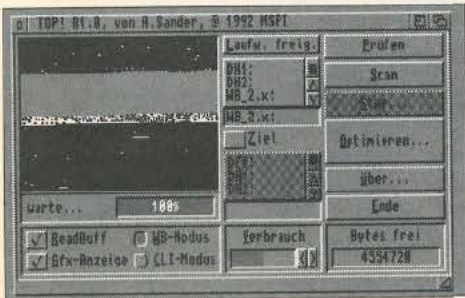 TOP! B1.0, von A.Sander, © 1992 MSPI
Laufw. freig.
DH1:
DH2:
WB_2.x:
WB_2.x:
Ziel
Prüfen
Scan
Optimieren...
Über...
Ende
warte...
100%
ReadBuff
WB-Modus
Gfx-Anzeige
CLI-Modus
Verbrauch
Bytes frei
4554720